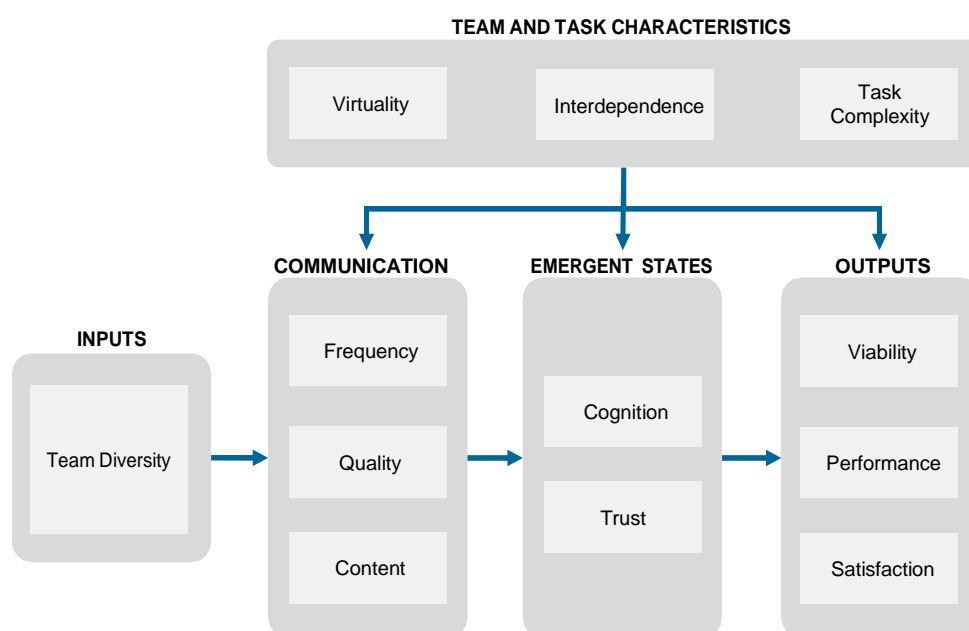 TEAM AND TASK CHARACTERISTICS
Virtuality
Interdependence
Task
Complexity
COMMUNICATION
EMERGENT STATES
OUTPUTS
INPUTS
Frequency
Viability
Cognition
Team Diversity
Quality
Performance
Trust
Content
Satisfaction